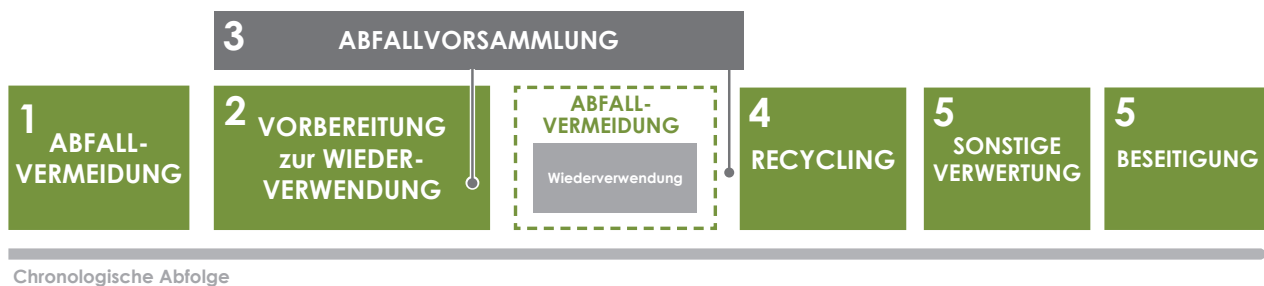 3 ABFALLVORSAMMLUNG
1
ABFALL-
VERMEIDUNG
2 VORBEREITUNG
zur WIEDER-
VERWENDUNG
ABFALL-
VERMEIDUNG
Wiederverwendung
4
RECYCLING
5
SONSTIGE
VERWERTUNG
5
BESEITIGUNG
Chronologische Abfolge